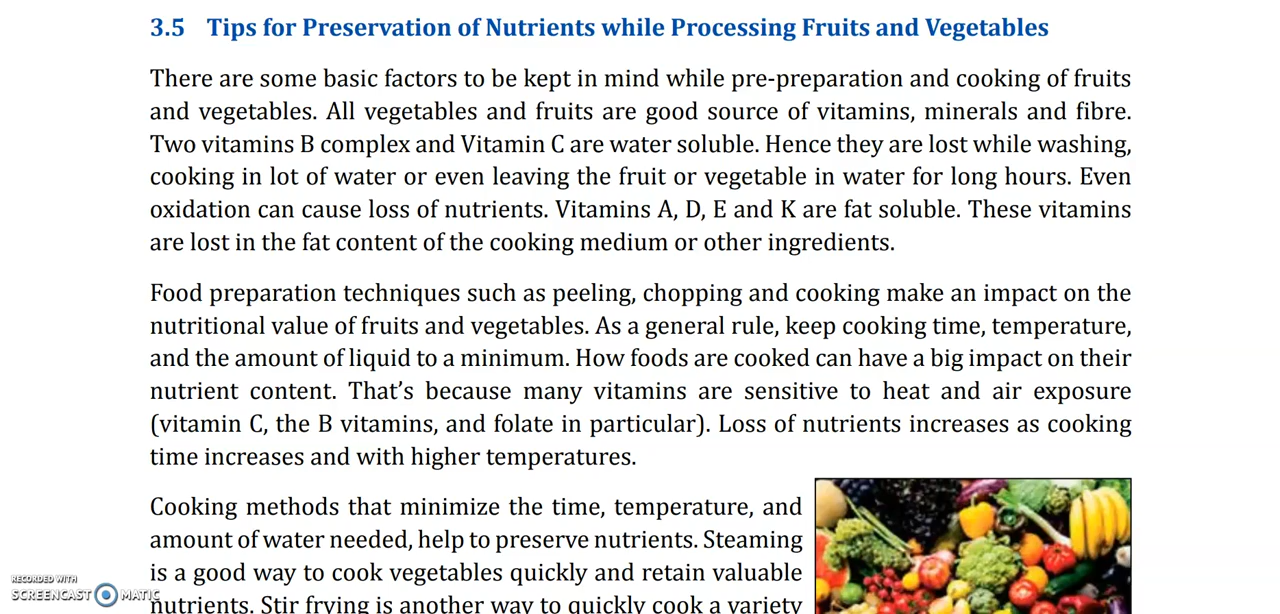 3.5 Tips for Preservation of Nutrients while Processing Fruits and Vegetables
There are some basic factors to be kept in mind while pre-preparation and cooking of fruits
and vegetables. All vegetables and fruits are good source of vitamins, minerals and fibre.
Two vitamins B complex and Vitamin C are water soluble. Hence they are lost while washing,
cooking in lot of water or even leaving the fruit or vegetable in water for long hours. Even
oxidation can cause loss of nutrients. Vitamins A, D, E and K are fat soluble. These vitamins
are lost in the fat content of the cooking medium or other ingredients.
Food preparation techniques such as peeling, chopping and cooking make an impact on the
nutritional value of fruits and vegetables. As a general rule, keep cooking time, temperature,
and the amount of liquid to a minimum. How foods are cooked can have a big impact on their
nutrient content. That's because many vitamins are sensitive to heat and air exposure
(vitamin C, the B vitamins, and folate in particular). Loss of nutrients increases as cooking
time increases and with higher temperatures.
Cooking methods that minimize the time, temperature, and
amount of water needed, help to preserve nutrients. Steaming
is a good way to cook vegetables quickly and retain valuable
nutrients. Stir frying is another way to quickly cook a variety
RECORDED WITH
SCREENCAST MATIC